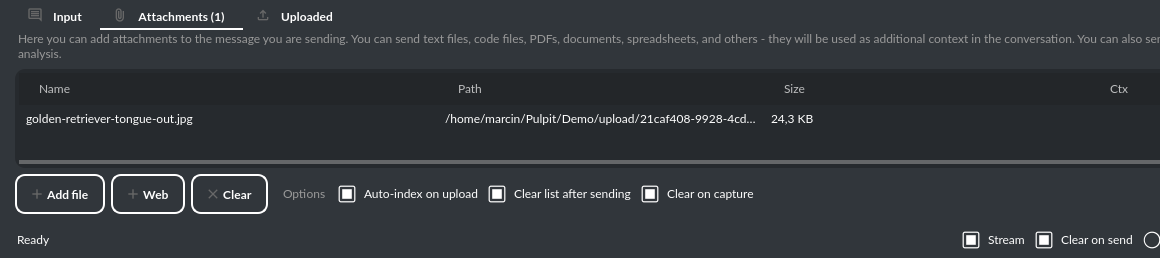 Input Attachments (1) Uploaded
Here you can add attachments to the message you are sending. You can send text files, code files, PDFs, documents, spreadsheets, and others - they will be used as additional context in the conversation. You can also
analysis.
Name Path Size Ctx
golden-retriever-tongue-out.jpg /home/marcin/Pulpit/Demo/upload/21caf408-9928-4cd... 24,3 KB
+ Add file + Web × Clear Options Auto-index on upload Clear list after sending Clear on capture
Ready Stream Clear on send